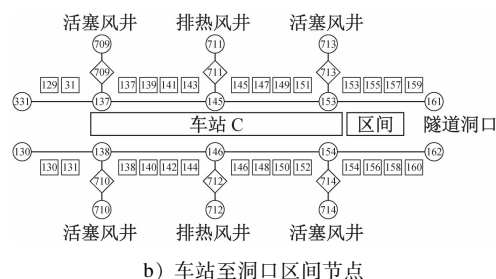 活塞风井 排热风井 活塞风井
709 711 713
709 711 713
129 31 137 139 141 143 145 147 149 151 153 155 157 159
331 137 145 153 161
车站 C 区间 隧道洞口
130 138 146 154 162
130 131 138 140 142 144 146 148 150 152 154 156 158 160
710 712 714
710 712 714
活塞风井 排热风井 活塞风井
b）车站至洞口区间节点